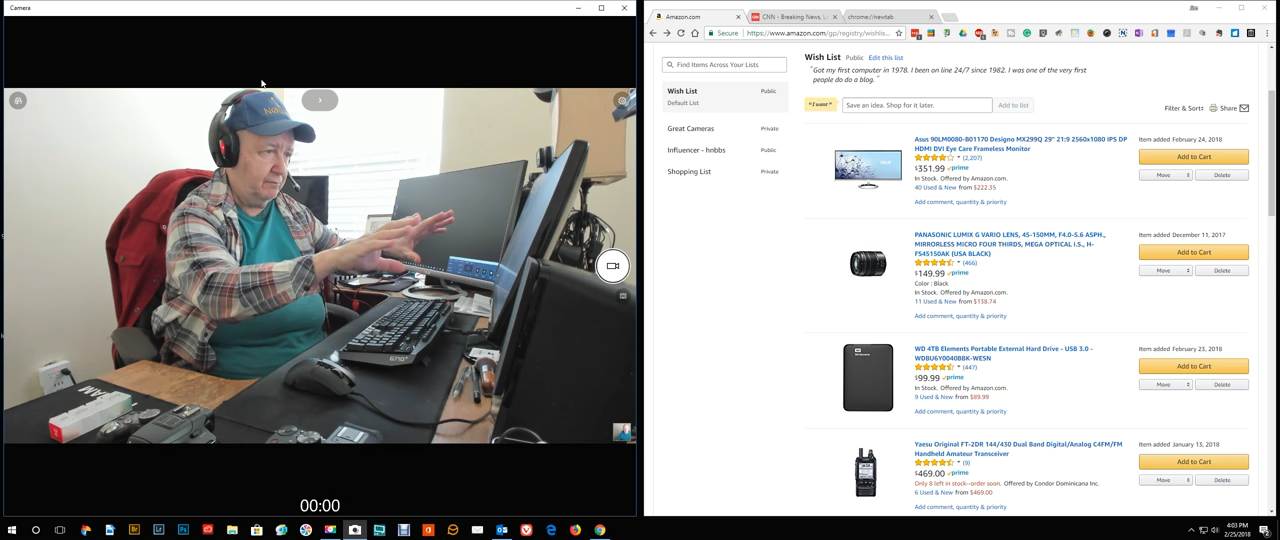 Camera
00:00
6710
Amazon.com
CNN - Breaking News, L
chrome://newtab
Secure
https://www.amazon.com/gp/registry/wishlis...
Find Items Across Your Lists
Wish List
Public
Default List
Great Cameras
Private
Influencer - hnbbs
Public
Shopping List
Private
Wish List Public Edit this list
"Got my first computer in 1978. I been on line 24/7 since 1982. I was one of the very first
people do do a blog."
"I want"
Save an idea. Shop for it later.
Add to list
Filter & Sort
Share
Asus 90LM0080-B01170 Designo MX299Q 29" 21:9 2560x1080 IPS DP
HDMI DVI Eye Care Frameless Monitor
(2,207)
$351.99 prime
In Stock. Offered by Amazon.com.
40 Used & New from $222.35
Add comment, quantity & priority
Item added February 24, 2018
Add to Cart
Move
Delete
PANASONIC LUMIX G VARIO LENS, 45-150MM, F4.0-5.6 ASPH.,
MIRRORLESS MICRO FOUR THIRDS, MEGA OPTICAL I.S., H-
FS45150AK (USA BLACK)
(466)
$149.99 prime
Color : Black
In Stock. Offered by Amazon.com.
11 Used & New from $138.74
Add comment, quantity & priority
Item added December 11, 2017
Add to Cart
Move
Delete
WD 4TB Elements Portable External Hard Drive - USB 3.0 -
WDBU6Y0040BBK-WESN
(447)
$99.99 prime
In Stock. Offered by Amazon.com.
9 Used & New from $89.99
Add comment, quantity & priority
Item added February 23, 2018
Add to Cart
Move
Delete
Yaesu Original FT-2DR 144/430 Dual Band Digital/Analog C4FM/FM
Handheld Amateur Transceiver
(9)
$469.00 prime
Only 8 left in stock--order soon. Offered by Condor Dominicana Inc.
6 Used & New from $469.00
Add comment, quantity & priority
Item added January 13, 2018
Add to Cart
Move
Delete
Br
Lr
Ps
4:03 PM
2/25/2018